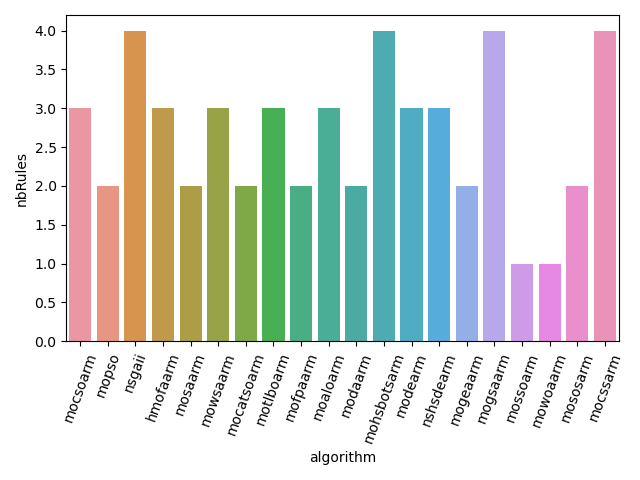 4.0
3.5
3.0
2.5
2.0
1.5
1.0
0.5
0.0
nbRules
mocsoarm
mopso
nsgaii
hmofaarm
mosaarm
mowsaarm
mocatsoarm
motlboarm
mofpaarm
moaloarm
modaarm
mohsbotsarm
modearm
nshsdearm
mogeaarm
mogsaarm
mossoarm
mowoaarm
mososarm
mocssarm
algorithm